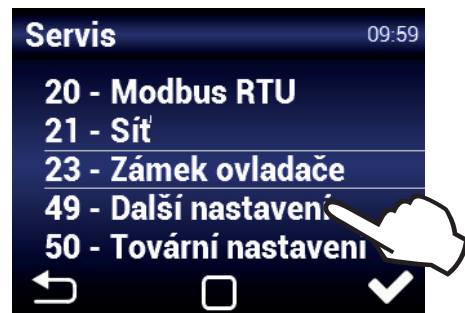 Servis 09:59
20 - Modbus RTU
21 - Síť
23 - Zámek ovladače
49 - Další nastavení
50 - Tovární nastavení